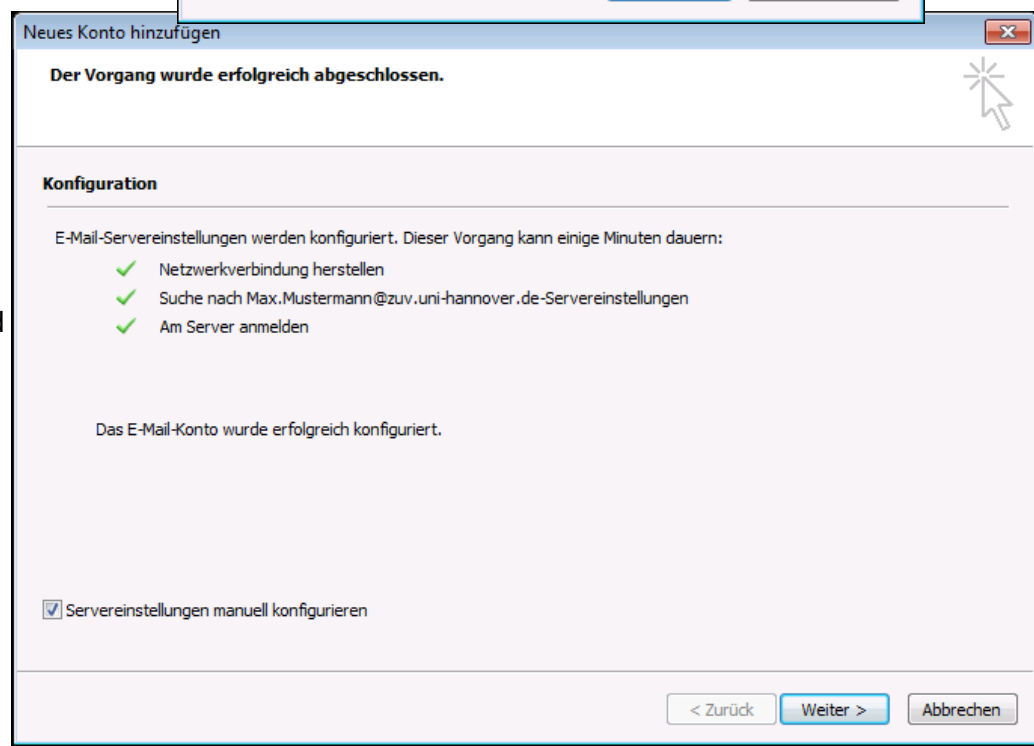 Neues Konto hinzufügen
Der Vorgang wurde erfolgreich abgeschlossen.
Konfiguration
E-Mail-Servereinstellungen werden konfiguriert. Dieser Vorgang kann einige Minuten dauern:
Netzwerkverbindung herstellen
Suche nach Max.Mustermann@zuv.uni-hannover.de-Servereinstellungen
Am Server anmelden
Das E-Mail-Konto wurde erfolgreich konfiguriert.
Servereinstellungen manuell konfigurieren
< Zurück Weiter > Abbrechen